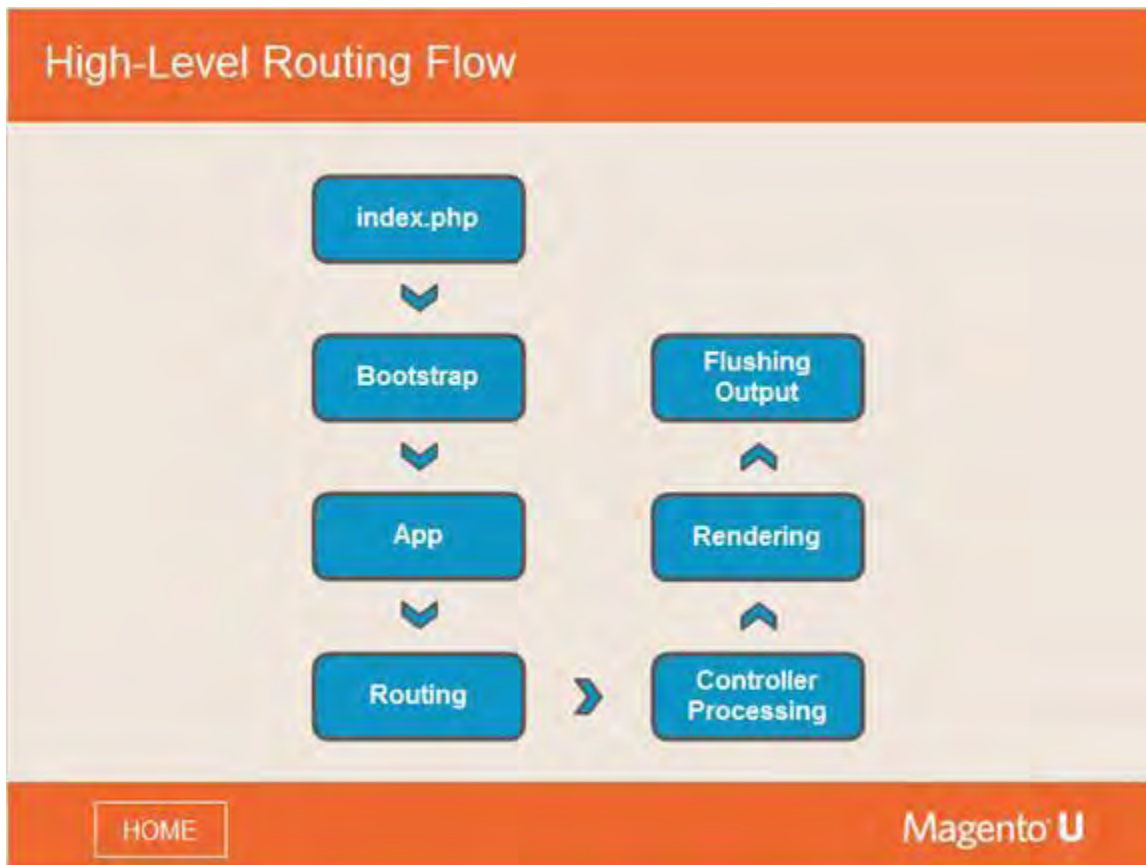 High-Level Routing Flow
index.php
Bootstrap
App
Routing
Controller
Processing
Rendering
Flushing
Output
HOME
Magento U